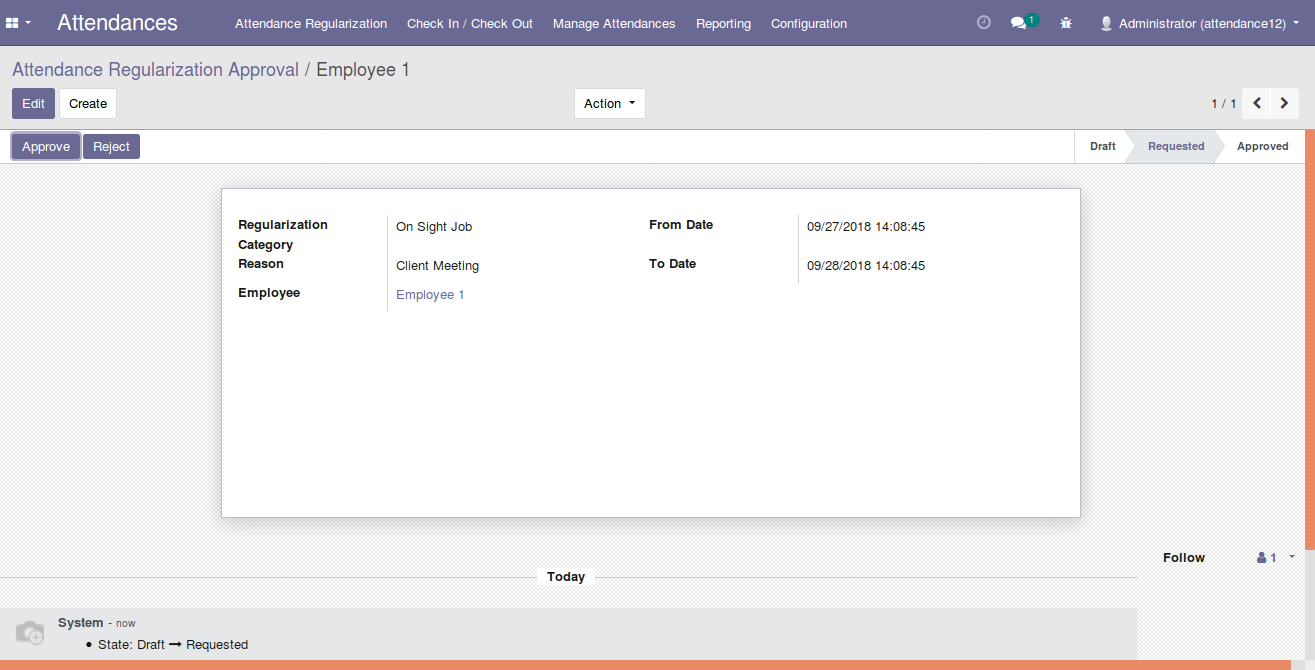 Attendances Attendance Regularization Check In / Check Out Manage Attendances Reporting Configuration 1 Administrator (attendance12)
Attendance Regularization Approval / Employee 1
Edit Create Action 1 / 1
Approve Reject Draft Requested Approved
Regularization Category On Sight Job From Date 09/27/2018 14:08:45
Reason Client Meeting To Date 09/28/2018 14:08:45
Employee Employee 1
Follow 1
Today
System - now
• State: Draft → Requested